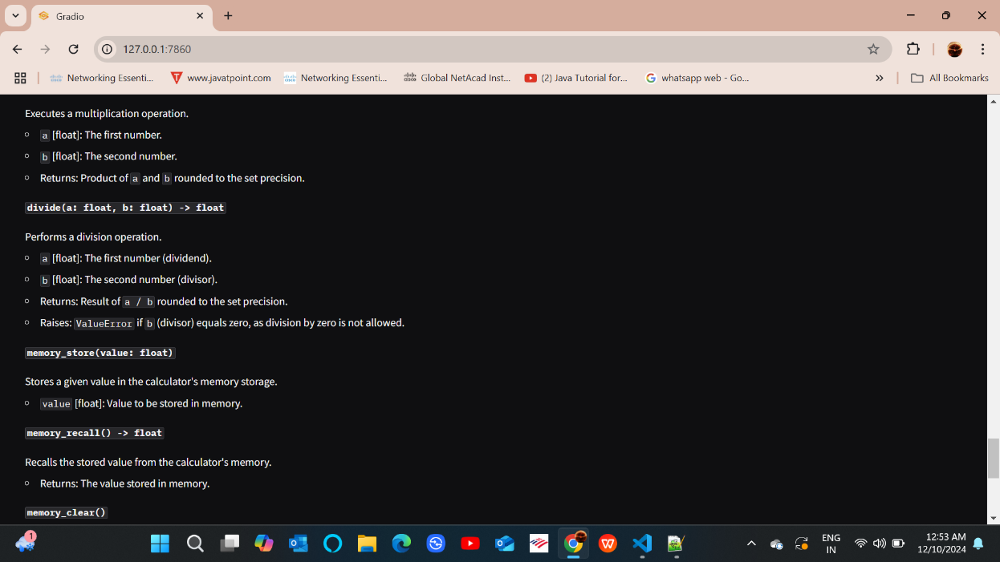 Gradio
127.0.0.1:7860
Networking Essenti...
www.javatpoint.com
Networking Essenti...
Global NetAcad Inst...
(2) Java Tutorial for...
whatsapp web - Go...
All Bookmarks
Executes a multiplication operation.
a [float]: The first number.
b [float]: The second number.
Returns: Product of a and b rounded to the set precision.
divide(a: float, b: float) -> float
Performs a division operation.
a [float]: The first number (dividend).
b [float]: The second number (divisor).
Returns: Result of a / b rounded to the set precision.
Raises: ValueError if b (divisor) equals zero, as division by zero is not allowed.
memory_store(value: float)
Stores a given value in the calculator's memory storage.
value [float]: Value to be stored in memory.
memory_recall() -> float
Recalls the stored value from the calculator's memory.
Returns: The value stored in memory.
memory_clear()
1
ENG
IN
12:53 AM
12/10/2024